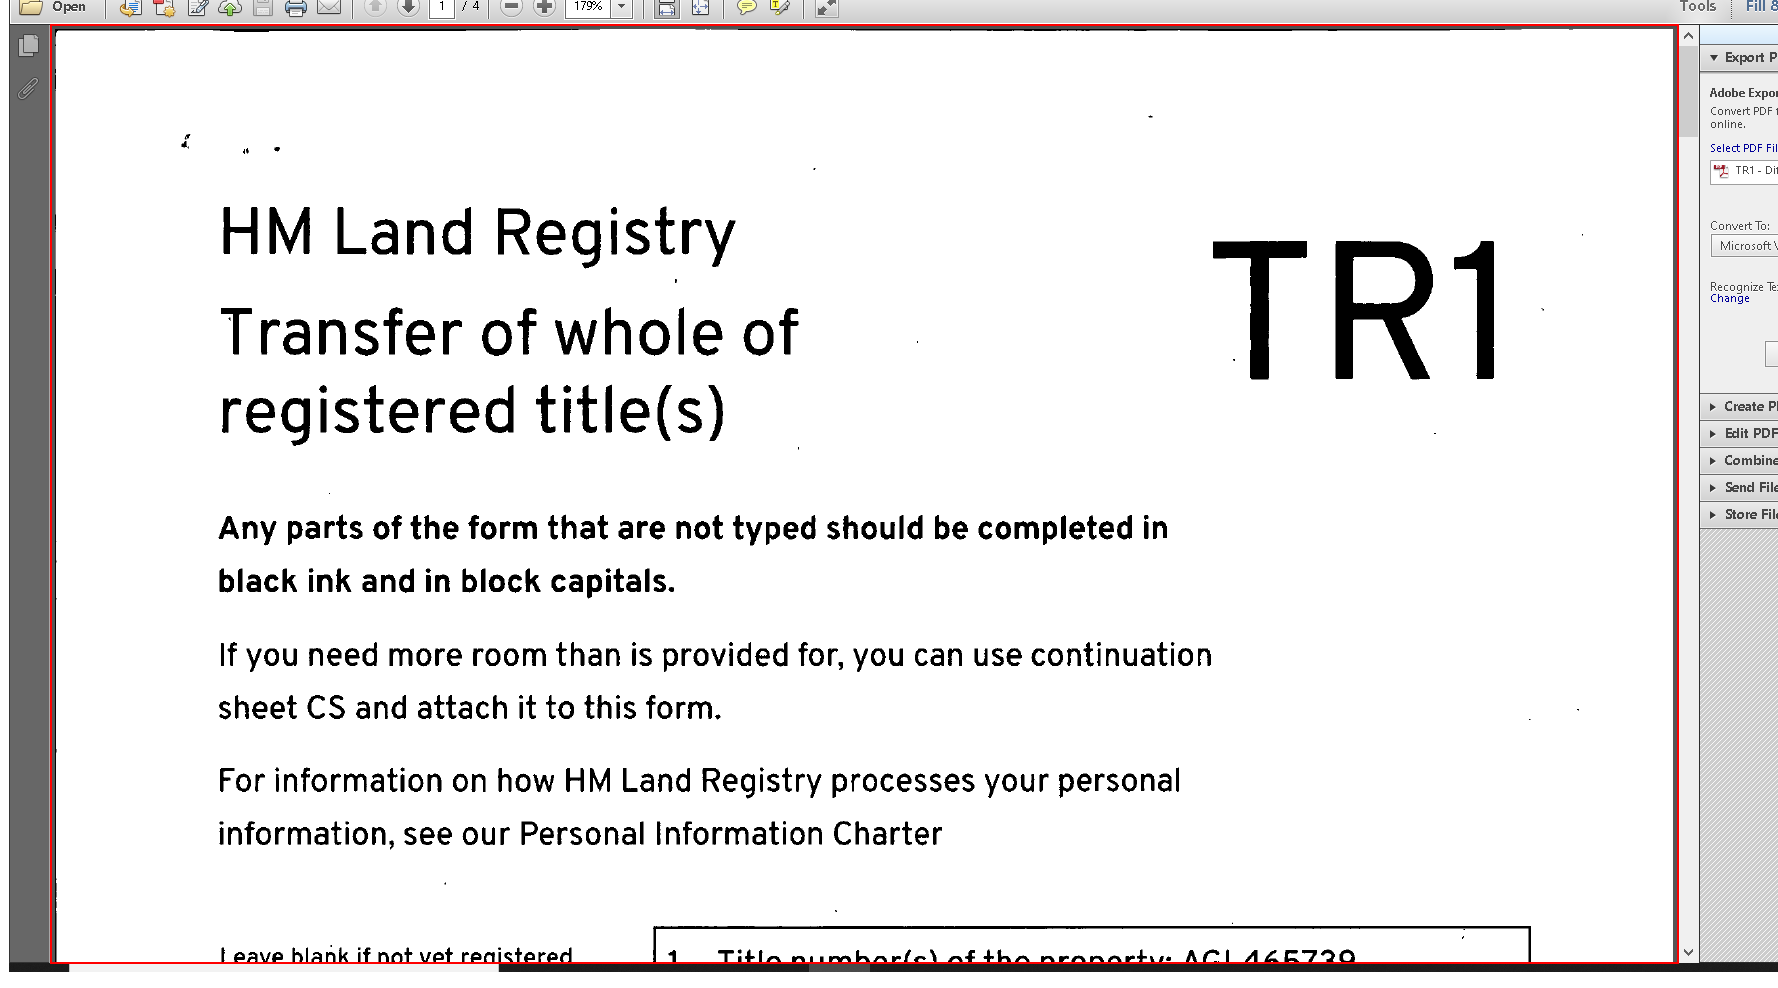 Open 1 / 4 179% Tools Fill &
Export P
Adobe Expor
Convert PDF f
online.
Select PDF Fil
TR1 - Dit
Convert To:
Microsoft \
Recognize Te
Change
Create P
Edit PDF
Combine
Send File
Store File
HM Land Registry
TR1
Transfer of whole of
registered title(s)
Any parts of the form that are not typed should be completed in
black ink and in block capitals.
If you need more room than is provided for, you can use continuation
sheet CS and attach it to this form.
For information on how HM Land Registry processes your personal
information, see our Personal Information Charter
Leave blank if not yet registered
1. Title number(s) of the property: AGL465739